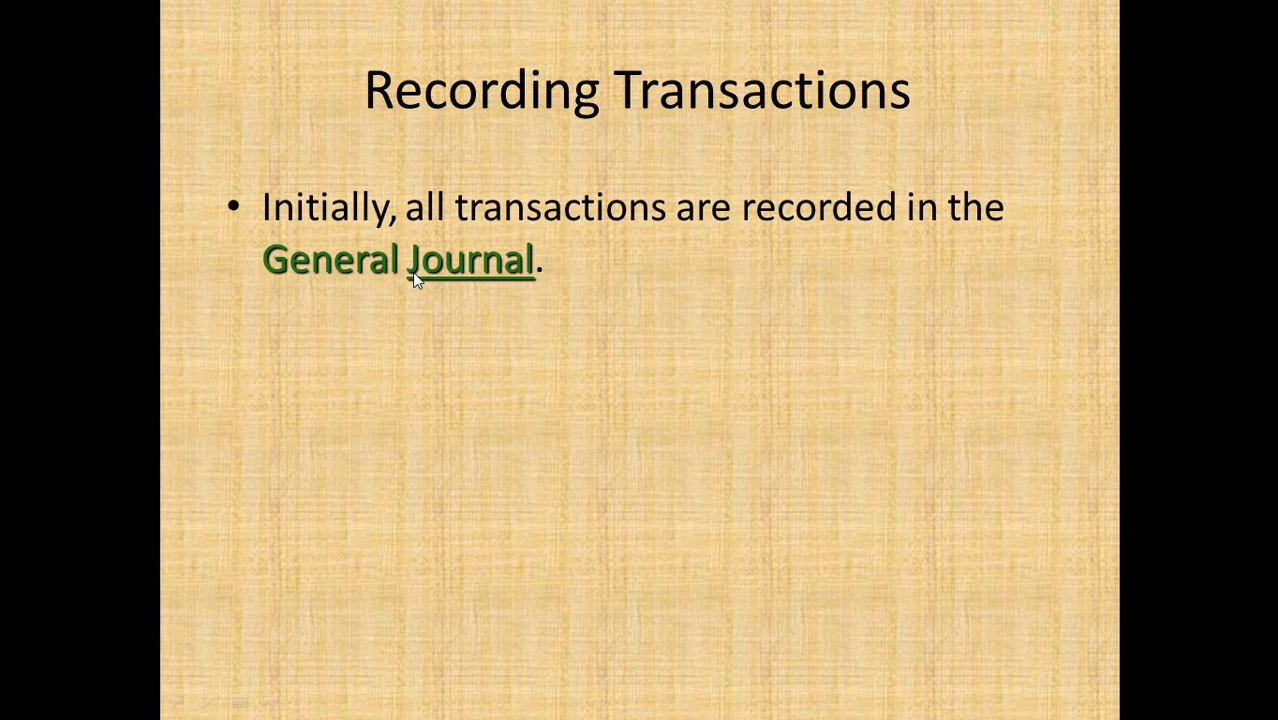 Recording Transactions
• Initially, all transactions are recorded in the
General Journal.